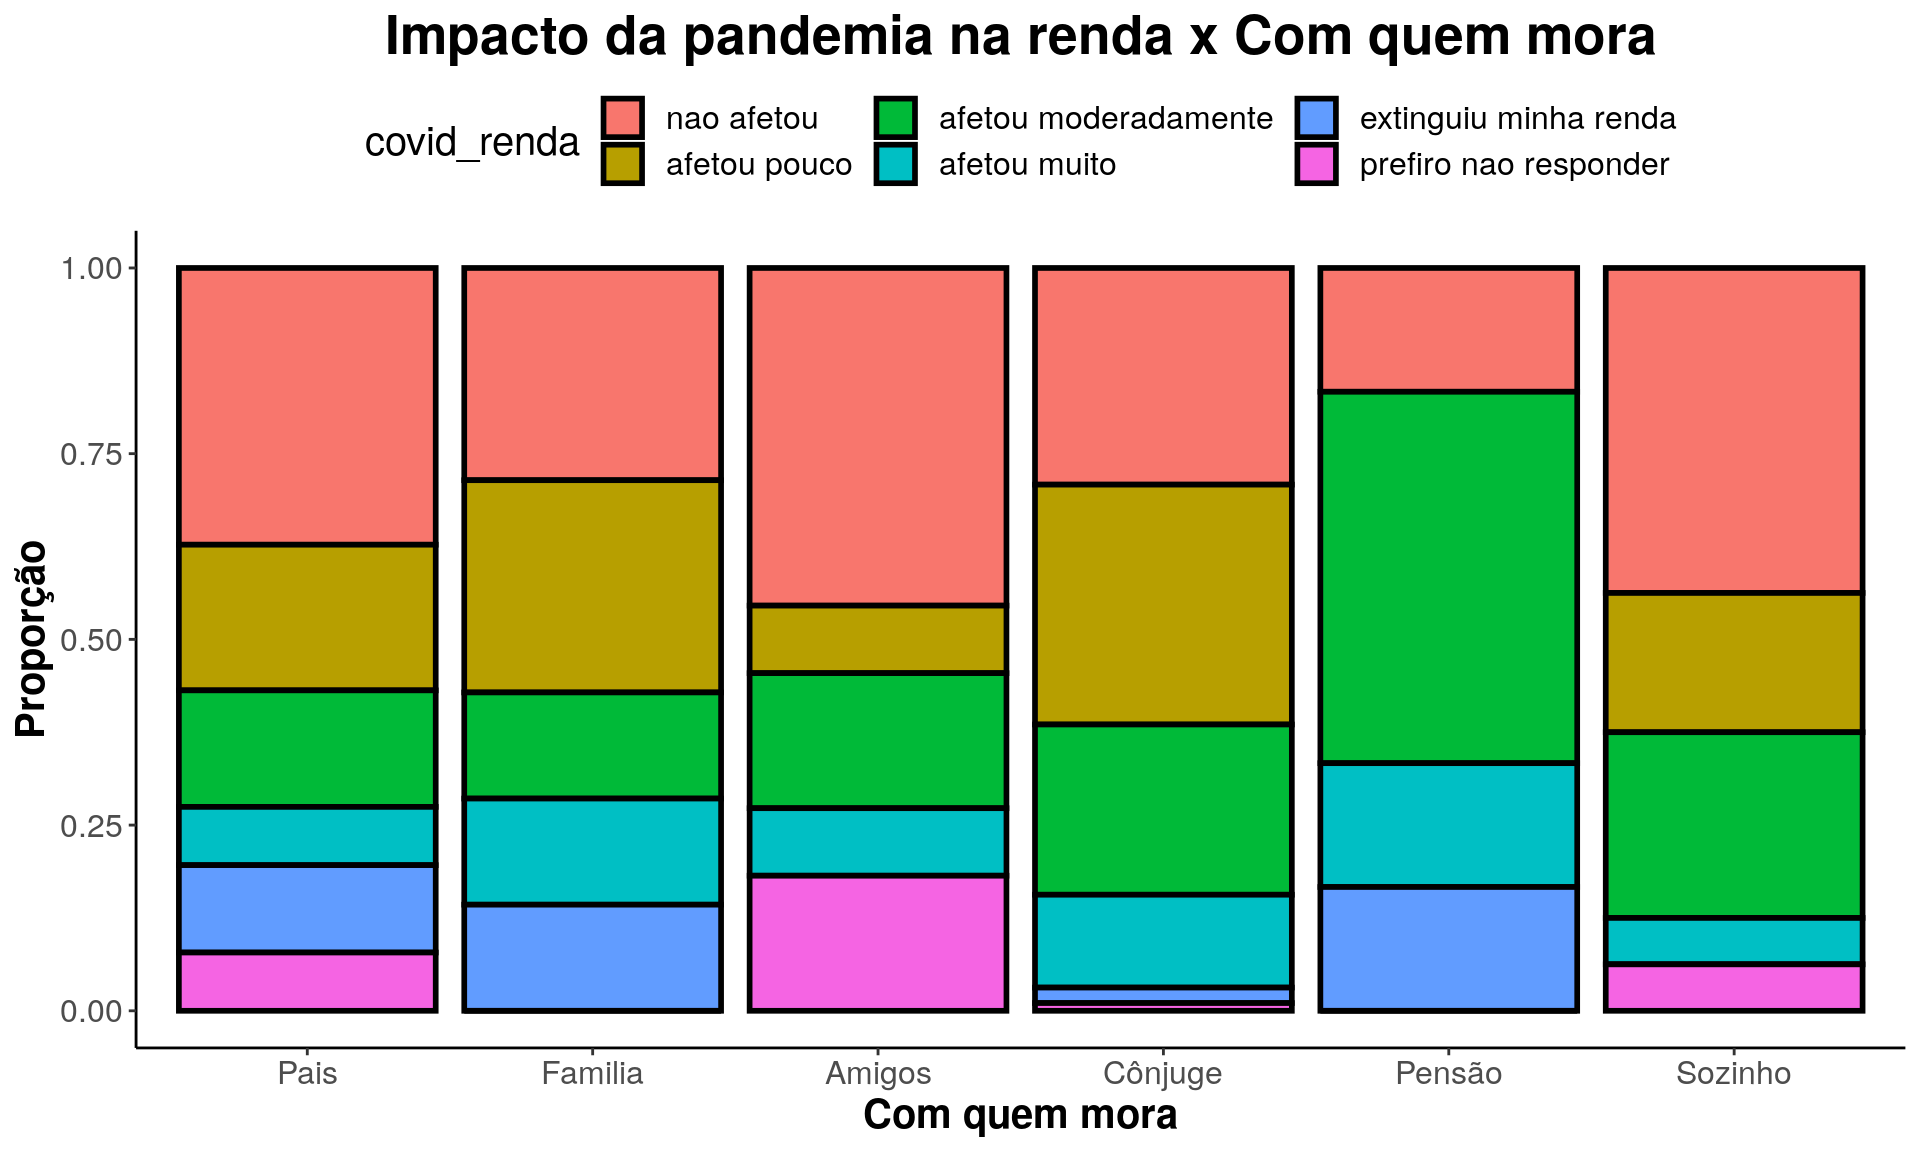 Impacto da pandemia na renda x Com quem mora
covid_renda
nao afetou
afetou moderadamente
extinguiu minha renda
afetou pouco
afetou muito
prefiro nao responder
Proporção
1.00
0.75
0.50
0.25
0.00
Pais
Familia
Amigos
Cônjuge
Pensão
Sozinho
Com quem mora